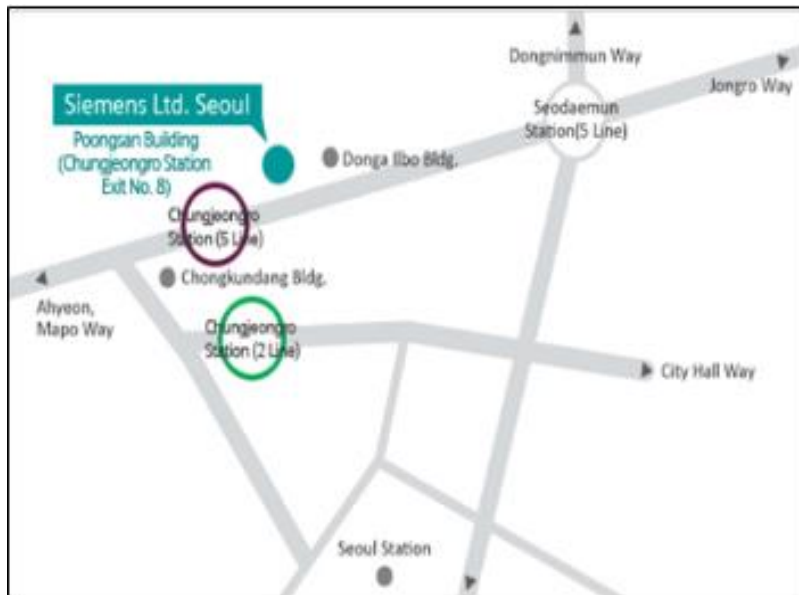 Dongnimmun Way
Jongro Way
Siemens Ltd. Seoul
Seodaemun
Station(5 Line)
Poongsan Building
(Chungjeongro Station
Exit No. 8)
Donga Ilbo Bldg.
Chungjeongro
Station (5 Line)
Chongkundang Bldg.
Ahyeon,
Mapo Way
Chungjeongro
Station (2 Line)
City Hall Way
Seoul Station